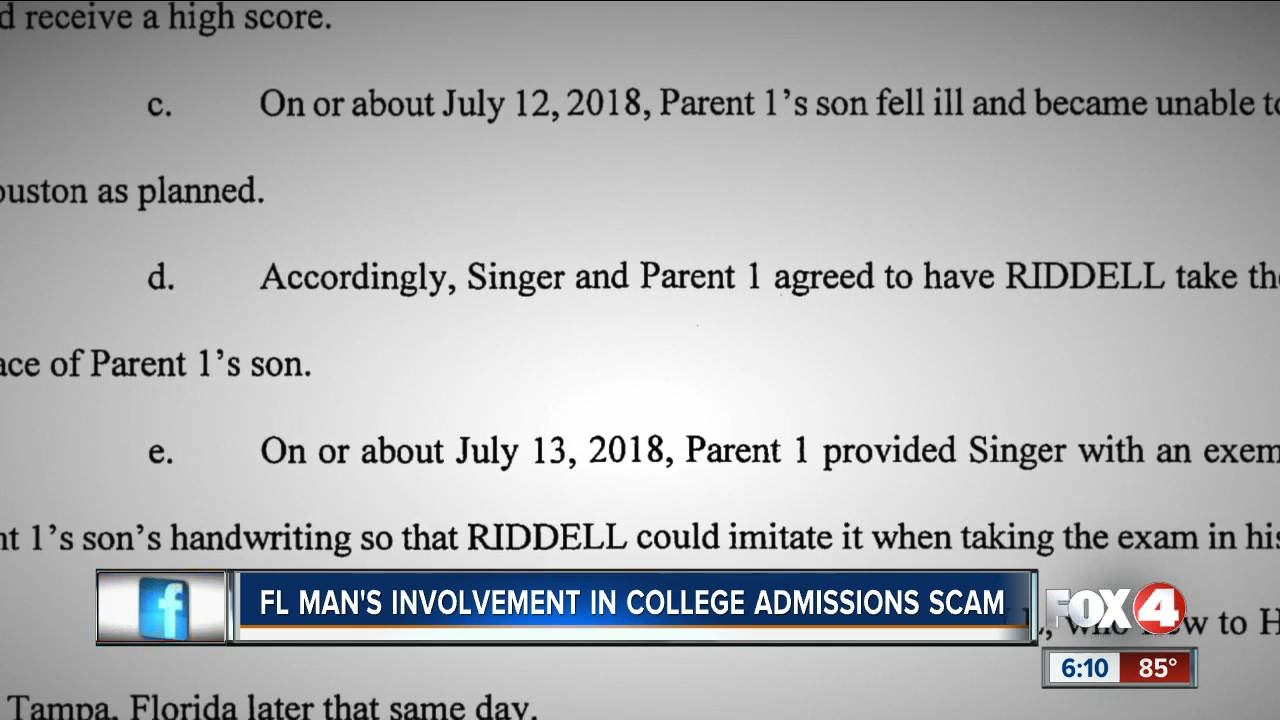 d receive a high score.
c. On or about July 12, 2018, Parent 1's son fell ill and became unable to
ouston as planned.
d. Accordingly, Singer and Parent 1 agreed to have RIDDELL take the
ace of Parent 1's son.
e. On or about July 13, 2018, Parent 1 provided Singer with an exem
nt 1's son's handwriting so that RIDDELL could imitate it when taking the exam in his
f FL MAN'S INVOLVEMENT IN COLLEGE ADMISSIONS SCAM FOX 4
L, who w to H
6:10 85°
Tampa, Florida later that same day.